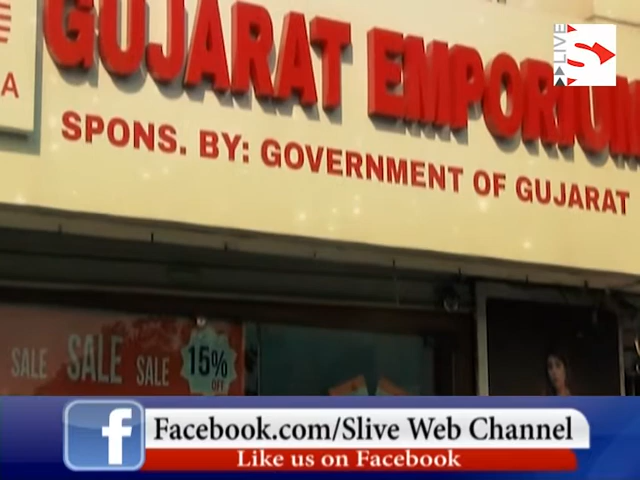 E
A
GUJARAT EMPORIUM
SPONS. BY: GOVERNMENT OF GUJARAT
LIVE S
SALE SALE SALE 15% OFF
f Facebook.com/Slive Web Channel
Like us on Facebook